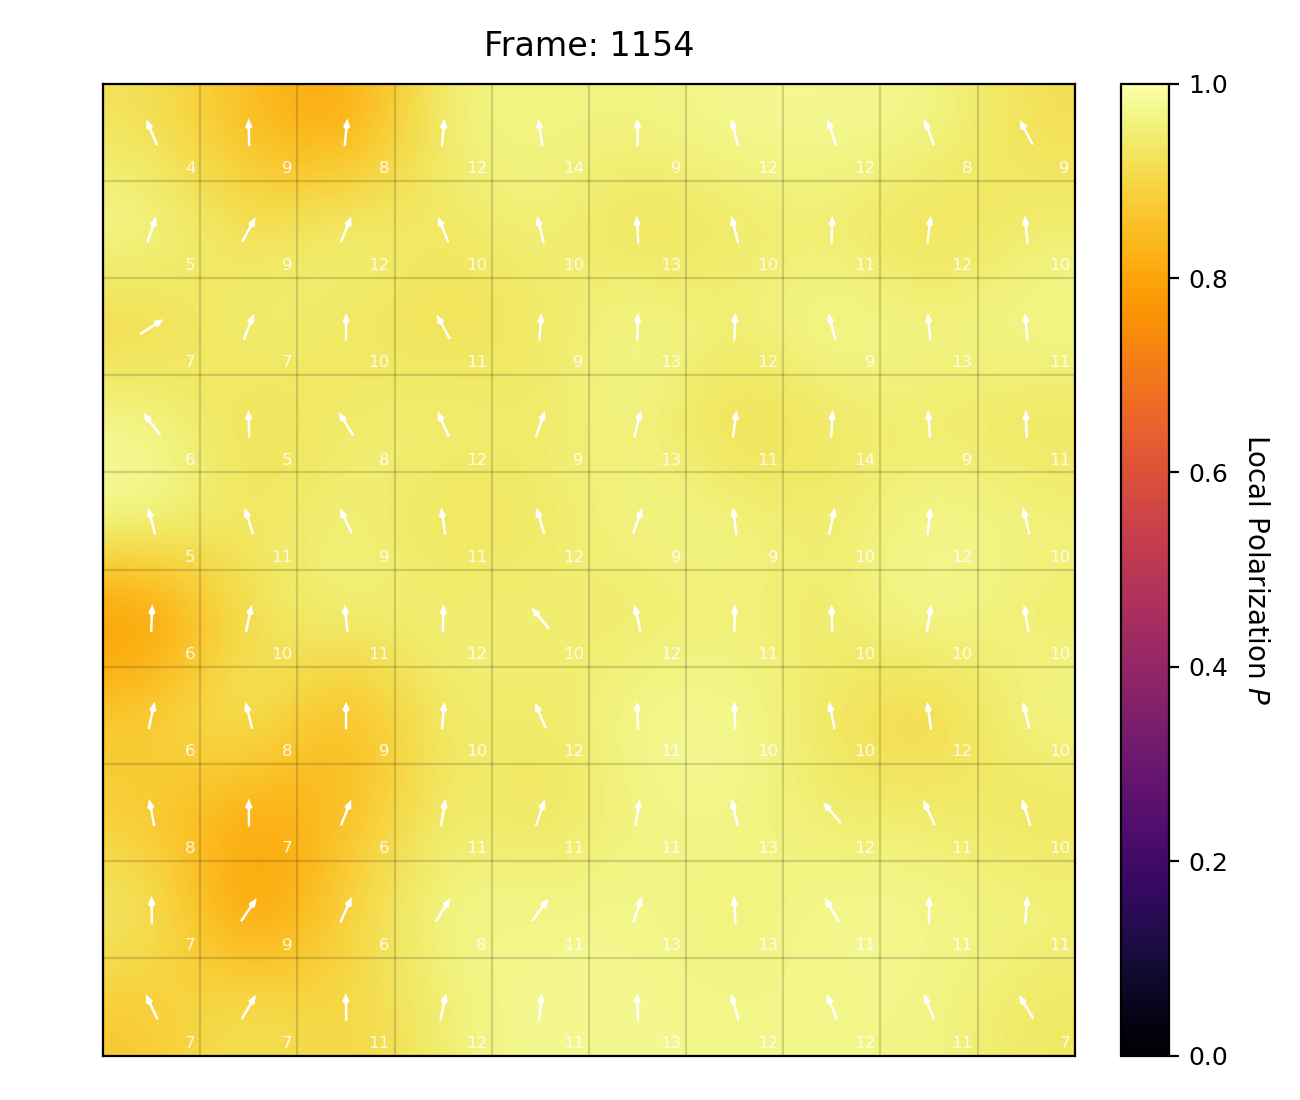 Frame: 1154
4 9 8 12 14 9 12 12 8 9
5 9 12 10 10 13 10 11 12 10
7 7 10 11 9 13 12 9 13 11
6 5 8 12 9 13 11 14 9 11
5 11 9 11 12 9 9 10 12 10
6 10 11 12 10 12 11 10 10 10
6 8 9 10 12 11 10 10 12 10
8 7 6 11 11 11 13 12 11 10
7 9 6 8 11 13 13 11 11 11
7 7 11 12 11 13 12 11 11 7
1.0
0.8
0.6
0.4
0.2
0.0
Local Polarization P